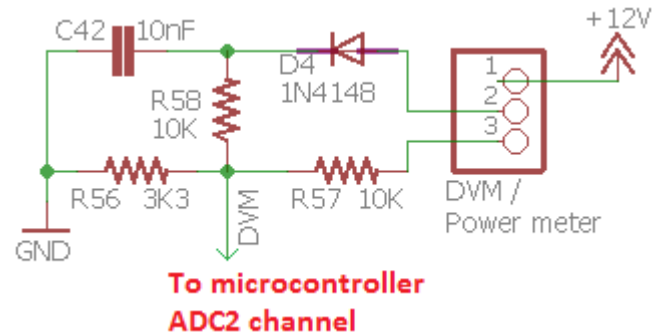 C42 10nF
+12V
D4
1N4148
R58
10K
1
2
3
R56 3K3
DVM
R57 10K
DVM /
Power meter
GND
To microcontroller
ADC2 channel